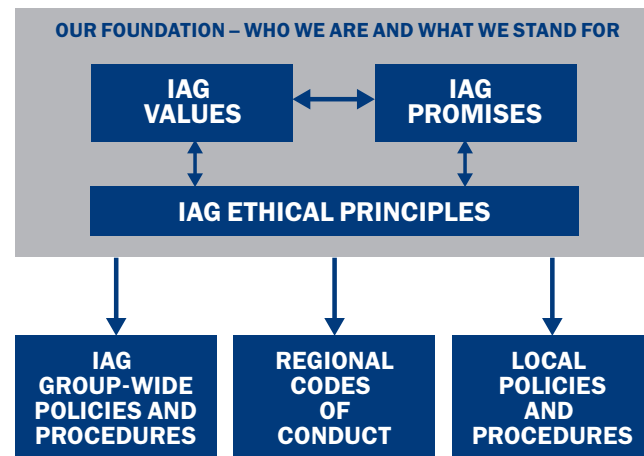 OUR FOUNDATION – WHO WE ARE AND WHAT WE STAND FOR
IAG
VALUES
IAG
PROMISES
IAG ETHICAL PRINCIPLES
IAG
GROUP-WIDE
POLICIES AND
PROCEDURES
REGIONAL
CODES
OF
CONDUCT
LOCAL
POLICIES
AND
PROCEDURES